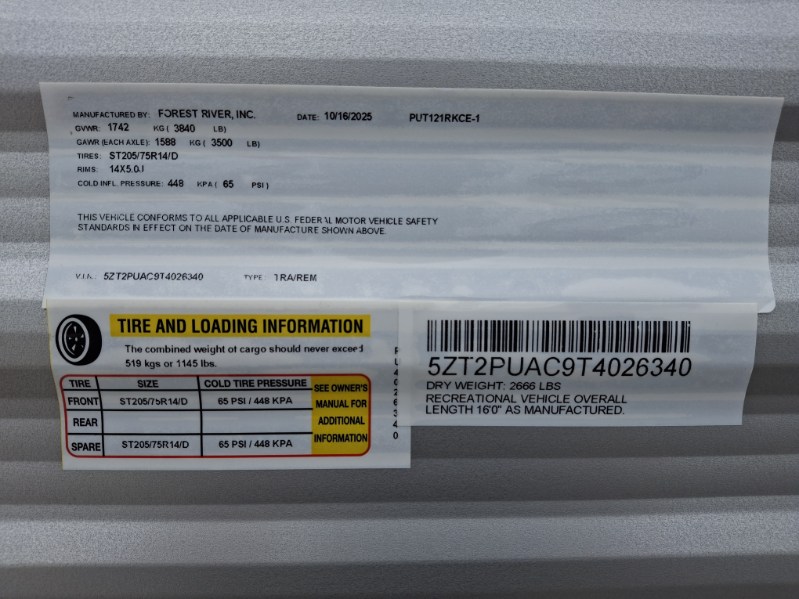 MANUFACTURED BY: FOREST RIVER, INC. DATE: 10/16/2025 PUT121RKCE-1
GVWR: 1742 KG ( 3840 LB)
GAWR (EACH AXLE): 1588 KG ( 3500 LB)
TIRES: ST205/75R14/D
RIMS: 14X5.0J
COLD INFL. PRESSURE: 448 KPA ( 65 PSI )
THIS VEHICLE CONFORMS TO ALL APPLICABLE U.S. FEDERAL MOTOR VEHICLE SAFETY
STANDARDS IN EFFECT ON THE DATE OF MANUFACTURE SHOWN ABOVE.
V.I.N.: 5ZT2PUAC9T4026340 TYPE: TRA/REM
TIRE AND LOADING INFORMATION
The combined weight of cargo should never exceed
519 kgs or 1145 lbs.
TIRE SIZE COLD TIRE PRESSURE SEE OWNER'S
FRONT ST205/75R14/D 65 PSI / 448 KPA MANUAL FOR
REAR ADDITIONAL
SPARE ST205/75R14/D 65 PSI / 448 KPA INFORMATION
PU4026340
5ZT2PUAC9T4026340
DRY WEIGHT: 2666 LBS
RECREATIONAL VEHICLE OVERALL
LENGTH 16'0" AS MANUFACTURED.